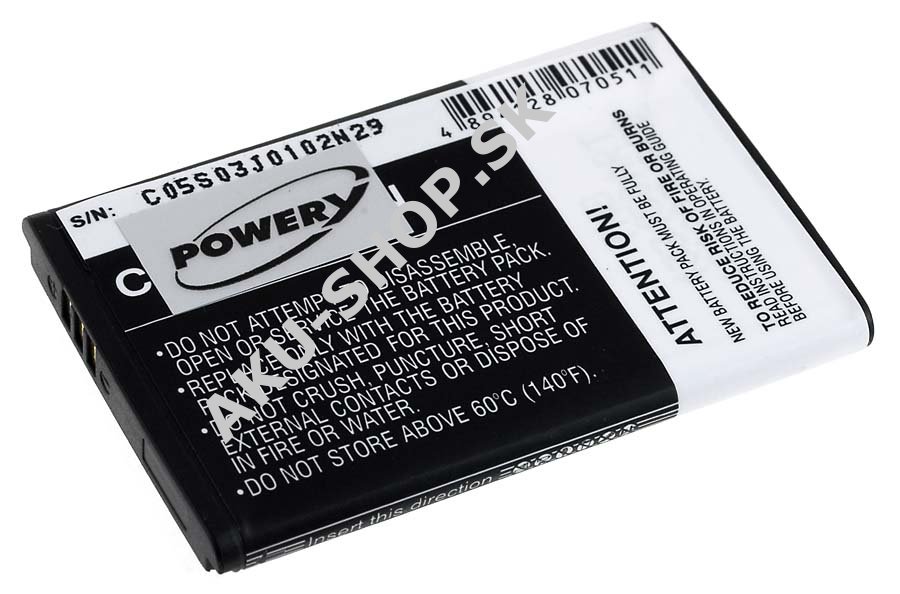 S/N: C05S03J0102N29
POWERY
C
DO NOT ATTEMPT DISASSEMBLE,
OPEN OR THE BATTERY PACK.
ONLY WITH THE BATTERY
DESIGNATED FOR THIS PRODUCT.
DO NOT CRUSH, PUNCTURE, SHORT
EXTERNAL CONTACTS OR DISPOSE OF
IN FIRE OR WATER.
DO NOT STORE ABOVE 60°C (140°F).
Insert this direction
070511
ATTENTION!
NEW BATTERY PACK MUST BE FULLY
TO REDUCE RISK OF FIRE OR BURNS
READ INSTRUCTIONS IN OPERATING GUIDE
BEFORE USING THE BATTERY.
AKU-SHOP.SK